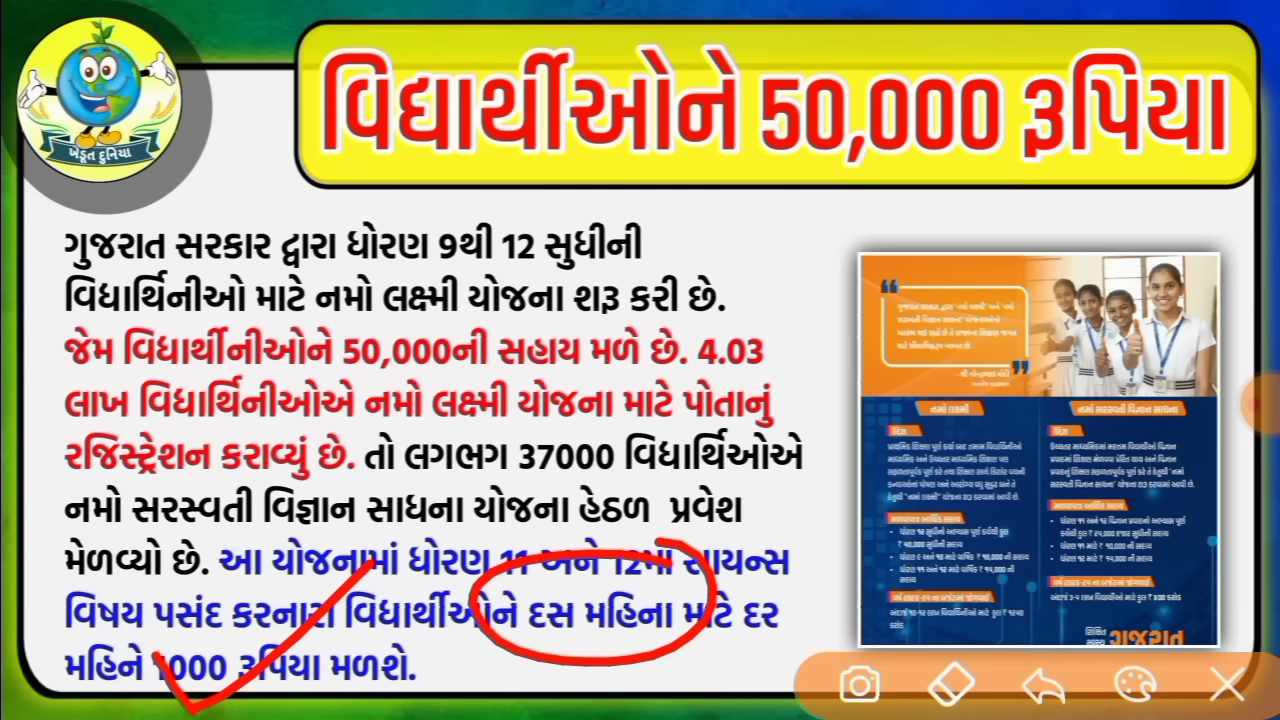 ખેડૂત દુનિયા
વિદ્યાર્થીઓને 50,000 રૂપિયા
ગુજરાત સરકાર દ્વારા ધોરણ 9થી 12 સુધીની
વિદ્યાર્થિનીઓ માટે નમો લક્ષ્મી યોજના શરૂ કરી છે.
જેમ વિદ્યાર્થીનીઓને 50,000ની સહાય મળે છે. 4.03
લાખ વિદ્યાર્થિનીઓએ નમો લક્ષ્મી યોજના માટે પોતાનું
રજિસ્ટ્રેશન કરાવ્યું છે. તો લગભગ 37000 વિદ્યાર્થિઓએ
નમો સરસ્વતી વિજ્ઞાન સાધના યોજના હેઠળ પ્રવેશ
મેળવ્યો છે. આ યોજનામાં ધોરણ 11 અને 12માં સાયન્સ
વિષય પસંદ કરનારા વિદ્યાર્થીઓને દસ મહિના માટે દર
મહિને 1000 રૂપિયા મળશે.
નમો લક્ષ્મી
ઉદ્દેશ
નમો સરસ્વતી વિજ્ઞાન સાધના
ઉદ્દેશ
ગુજરાત